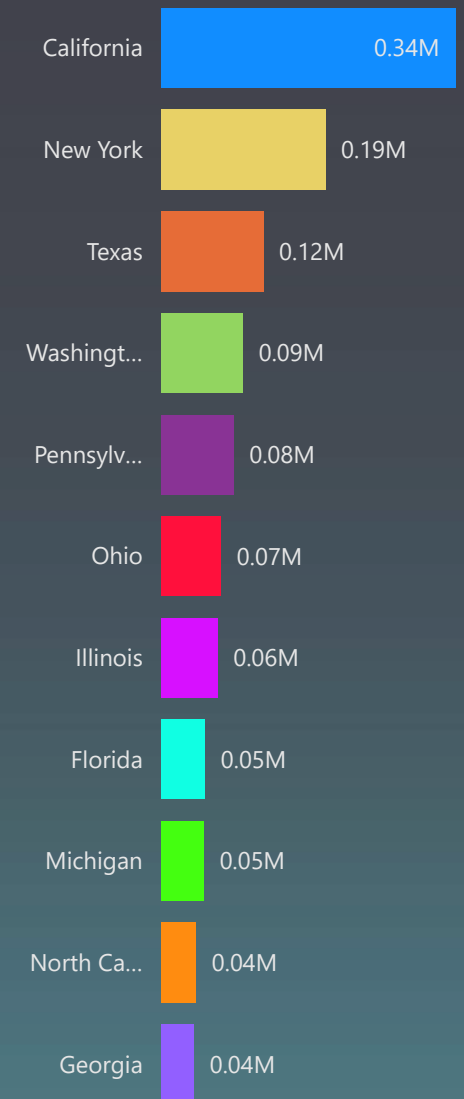 California 0.34M
New York 0.19M
Texas 0.12M
Washingt... 0.09M
Pennsylv... 0.08M
Ohio 0.07M
Illinois 0.06M
Florida 0.05M
Michigan 0.05M
North Ca... 0.04M
Georgia 0.04M